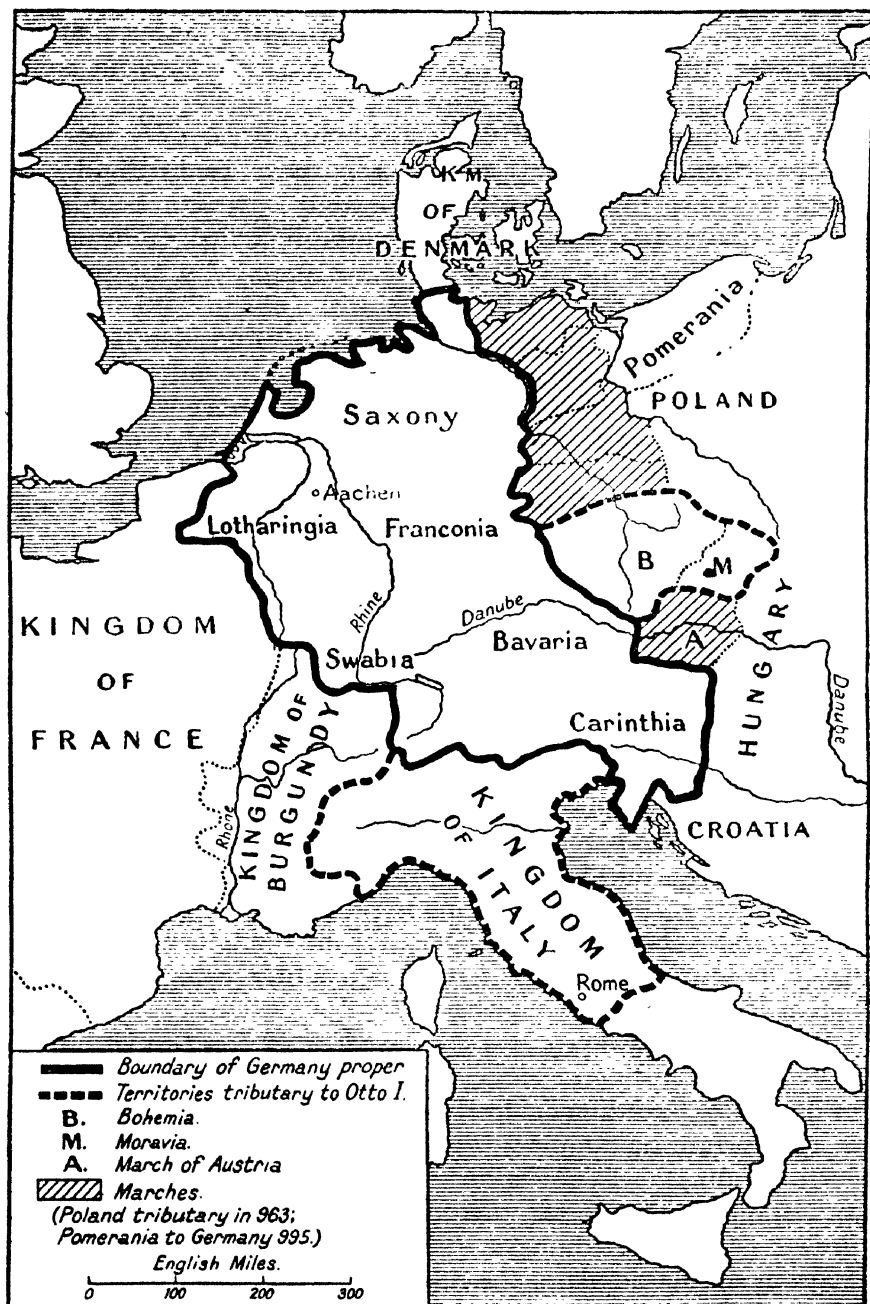 KM.
OF
DENMARK
Pomerania
POLAND
Saxony
Aachen
Lotharingia
Franconia
B
M
Rhine
Danube
KINGDOM
OF
FRANCE
Swabia
Bavaria
A
HUNGARY
Danube
Carinthia
KINGDOM OF
BURGUNDY
Rhone
CROATIA
KINGDOM
OF
ITALY
Rome
Boundary of Germany proper
Territories tributary to Otto I.
B. Bohemia.
M. Moravia.
A. March of Austria
Marches.
(Poland tributary in 963;
Pomerania to Germany 995.)
English Miles.
0 100 200 300